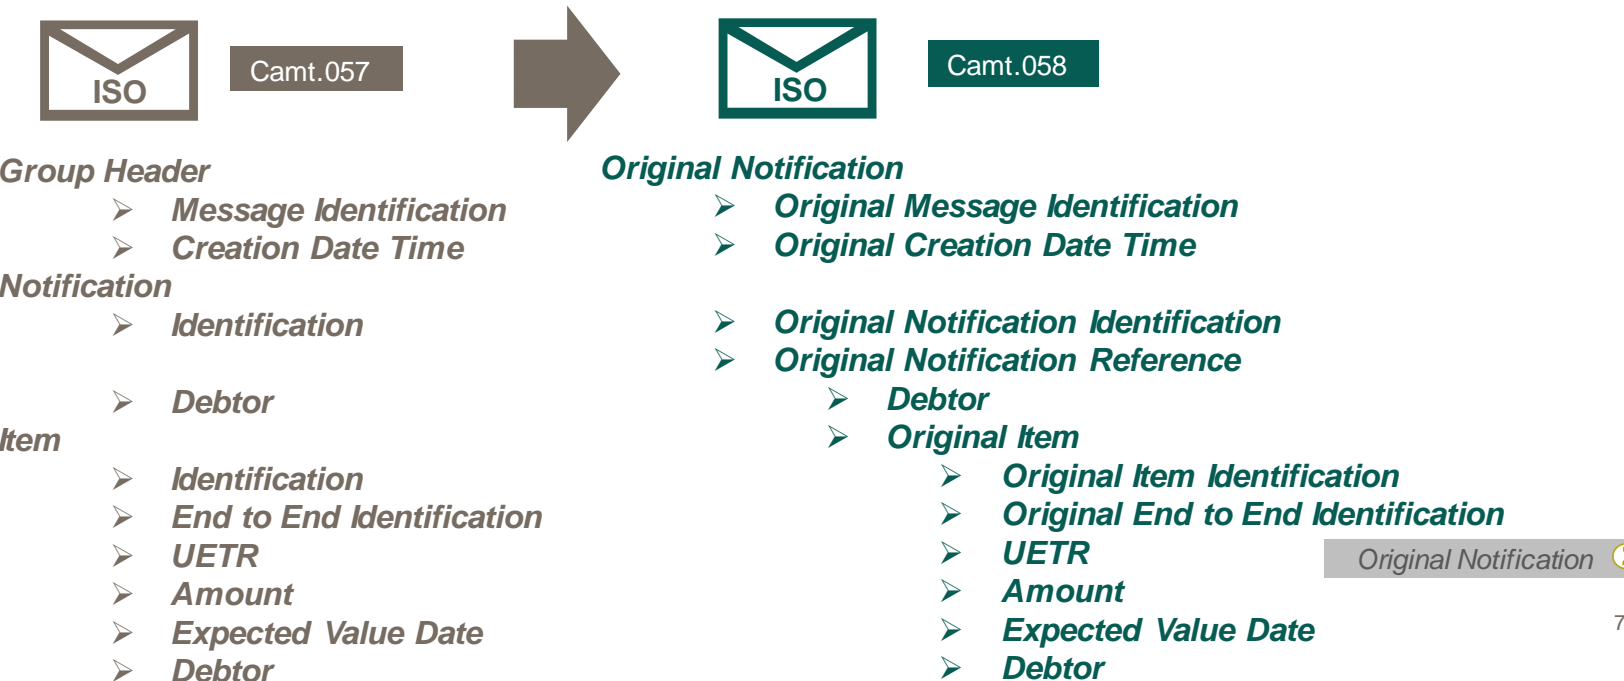 ISO
Camt.057
ISO
Camt.058
Group Header
➢ Message Identification
➢ Creation Date Time
Notification
➢ Identification
➢ Debtor
Item
➢ Identification
➢ End to End Identification
➢ UETR
➢ Amount
➢ Expected Value Date
➢ Debtor
Original Notification
➢ Original Message Identification
➢ Original Creation Date Time
➢ Original Notification Identification
➢ Original Notification Reference
➢ Debtor
➢ Original Item
➢ Original Item Identification
➢ Original End to End Identification
➢ UETR
➢ Amount
➢ Expected Value Date
➢ Debtor
Original Notification
7